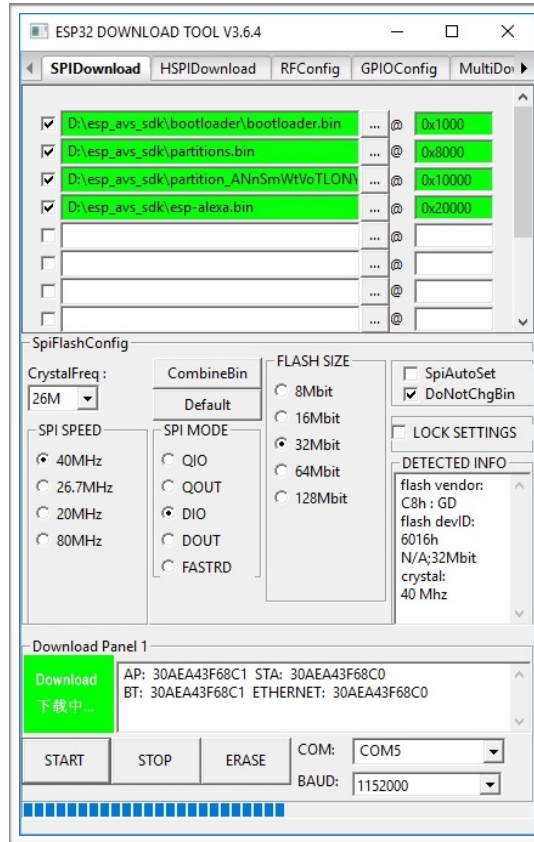 ESP32 DOWNLOAD TOOL V3.6.4
SPIDownload HSPIDownload RFConfig GPIOConfig MultiDo
D:\esp_avs_sdk\bootloader\bootloader.bin ... @ 0x1000
D:\esp_avs_sdk\partitions.bin ... @ 0x8000
D:\esp_avs_sdk\partition_ANnSmWtVoTLONY ... @ 0x10000
D:\esp_avs_sdk\esp-alexa.bin ... @ 0x20000
... @
... @
... @
... @
SpiFlashConfig
CrystalFreq :
26M
CombineBin
Default
SPI SPEED
40MHz
26.7MHz
20MHz
80MHz
SPI MODE
QIO
QOUT
DIO
DOUT
FASTRD
FLASH SIZE
8Mbit
16Mbit
32Mbit
64Mbit
128Mbit
SpiAutoSet
DoNotChgBin
LOCK SETTINGS
DETECTED INFO
flash vendor:
C8h : GD
flash devID:
6016h
N/A;32Mbit
crystal:
40 Mhz
Download Panel 1
Download
下载中...
AP: 30AEA43F68C1 STA: 30AEA43F68C0
BT: 30AEA43F68C1 ETHERNET: 30AEA43F68C0
START STOP ERASE
COM: COM5
BAUD: 1152000